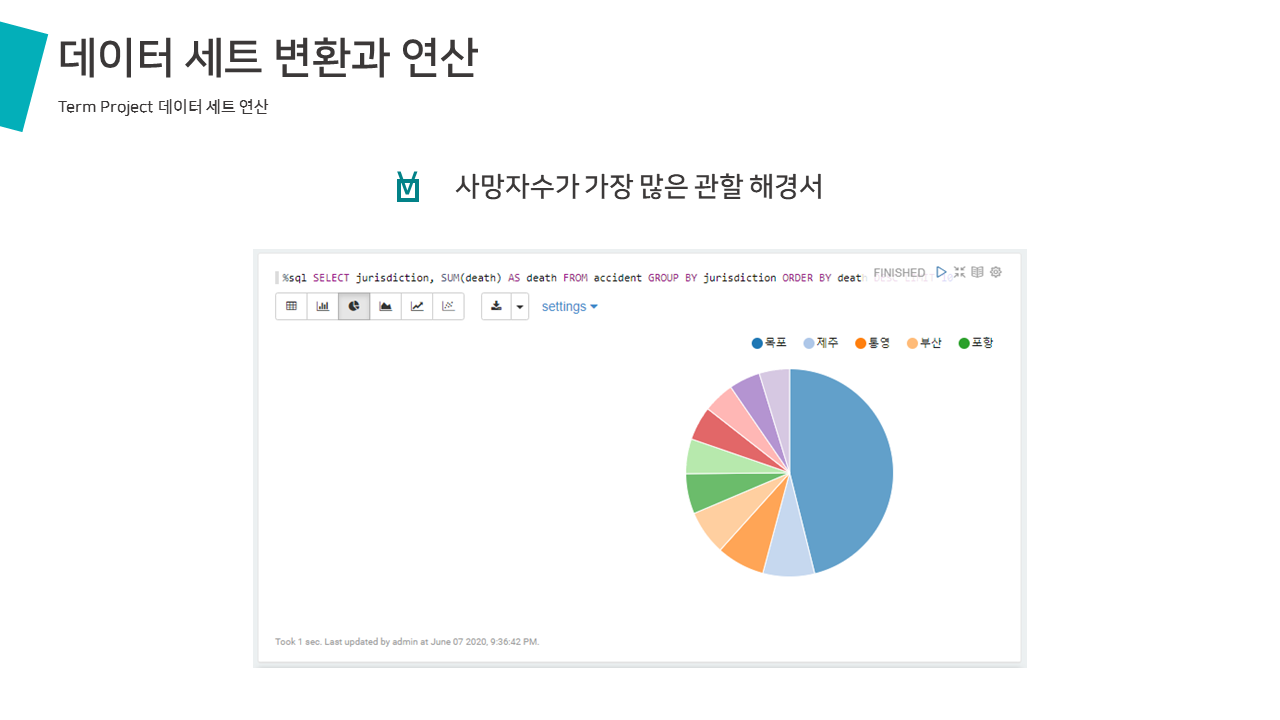 데이터 세트 변환과 연산
Term Project 데이터 세트 연산
사망자수가 가장 많은 관할 해경서
%sql SELECT jurisdiction, SUM(death) AS death FROM accident GROUP BY jurisdiction ORDER BY death DESC LIMIT 10
FINISHED
settings
목포 제주 통영 부산 포항
Took 1 sec. Last updated by admin at June 07 2020, 9:36:42 PM.